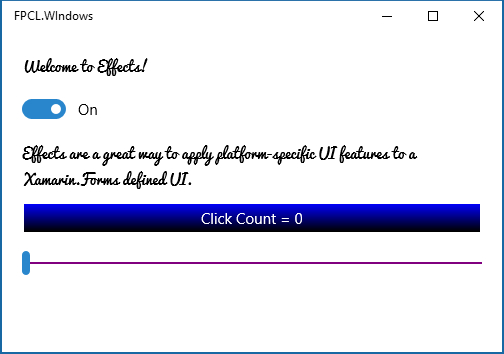 FPCL.WIndows
Welcome to Effects!
On
Effects are a great way to apply platform-specific UI features to a
Xamarin.Forms defined UI.
Click Count = 0